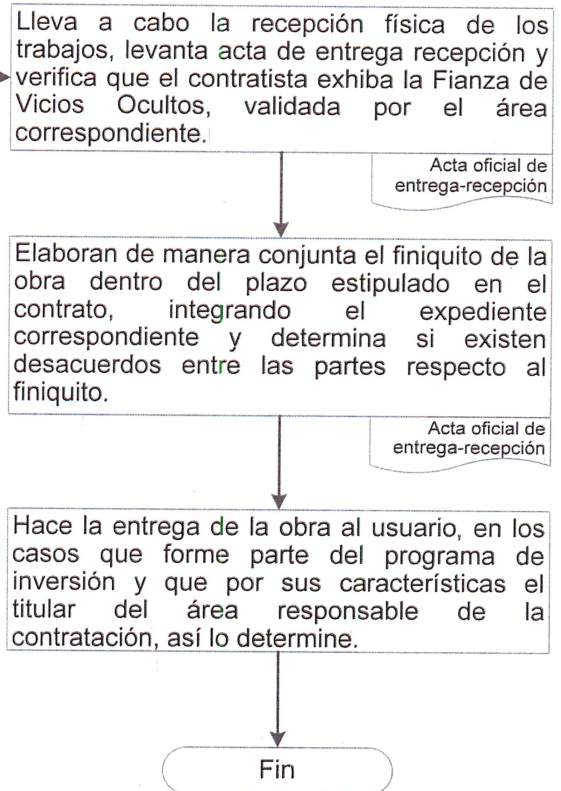 Lleva a cabo la recepción física de los
trabajos, levanta acta de entrega recepción y
verifica que el contratista exhiba la Fianza de
Vicios Ocultos, validada por el área
correspondiente.
Acta oficial de
entrega-recepción
Elaboran de manera conjunta el finiquito de la
obra dentro del plazo estipulado en el
contrato, integrando el expediente
correspondiente y determina si existen
desacuerdos entre las partes respecto al
finiquito.
Acta oficial de
entrega-recepción
Hace la entrega de la obra al usuario, en los
casos que forme parte del programa de
inversión y que por sus características el
titular del área responsable de la
contratación, así lo determine.
Fin